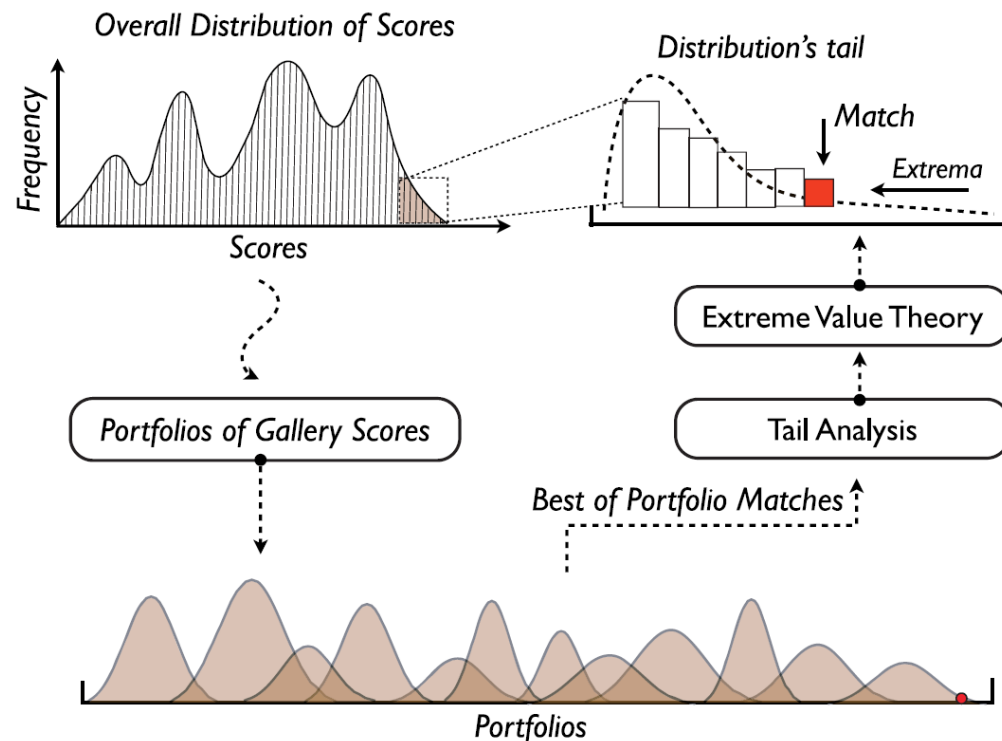 Overall Distribution of Scores
Frequency
Scores
Distribution's tail
Match
Extrema
Extreme Value Theory
Portfolios of Gallery Scores
Tail Analysis
Best of Portfolio Matches
Portfolios